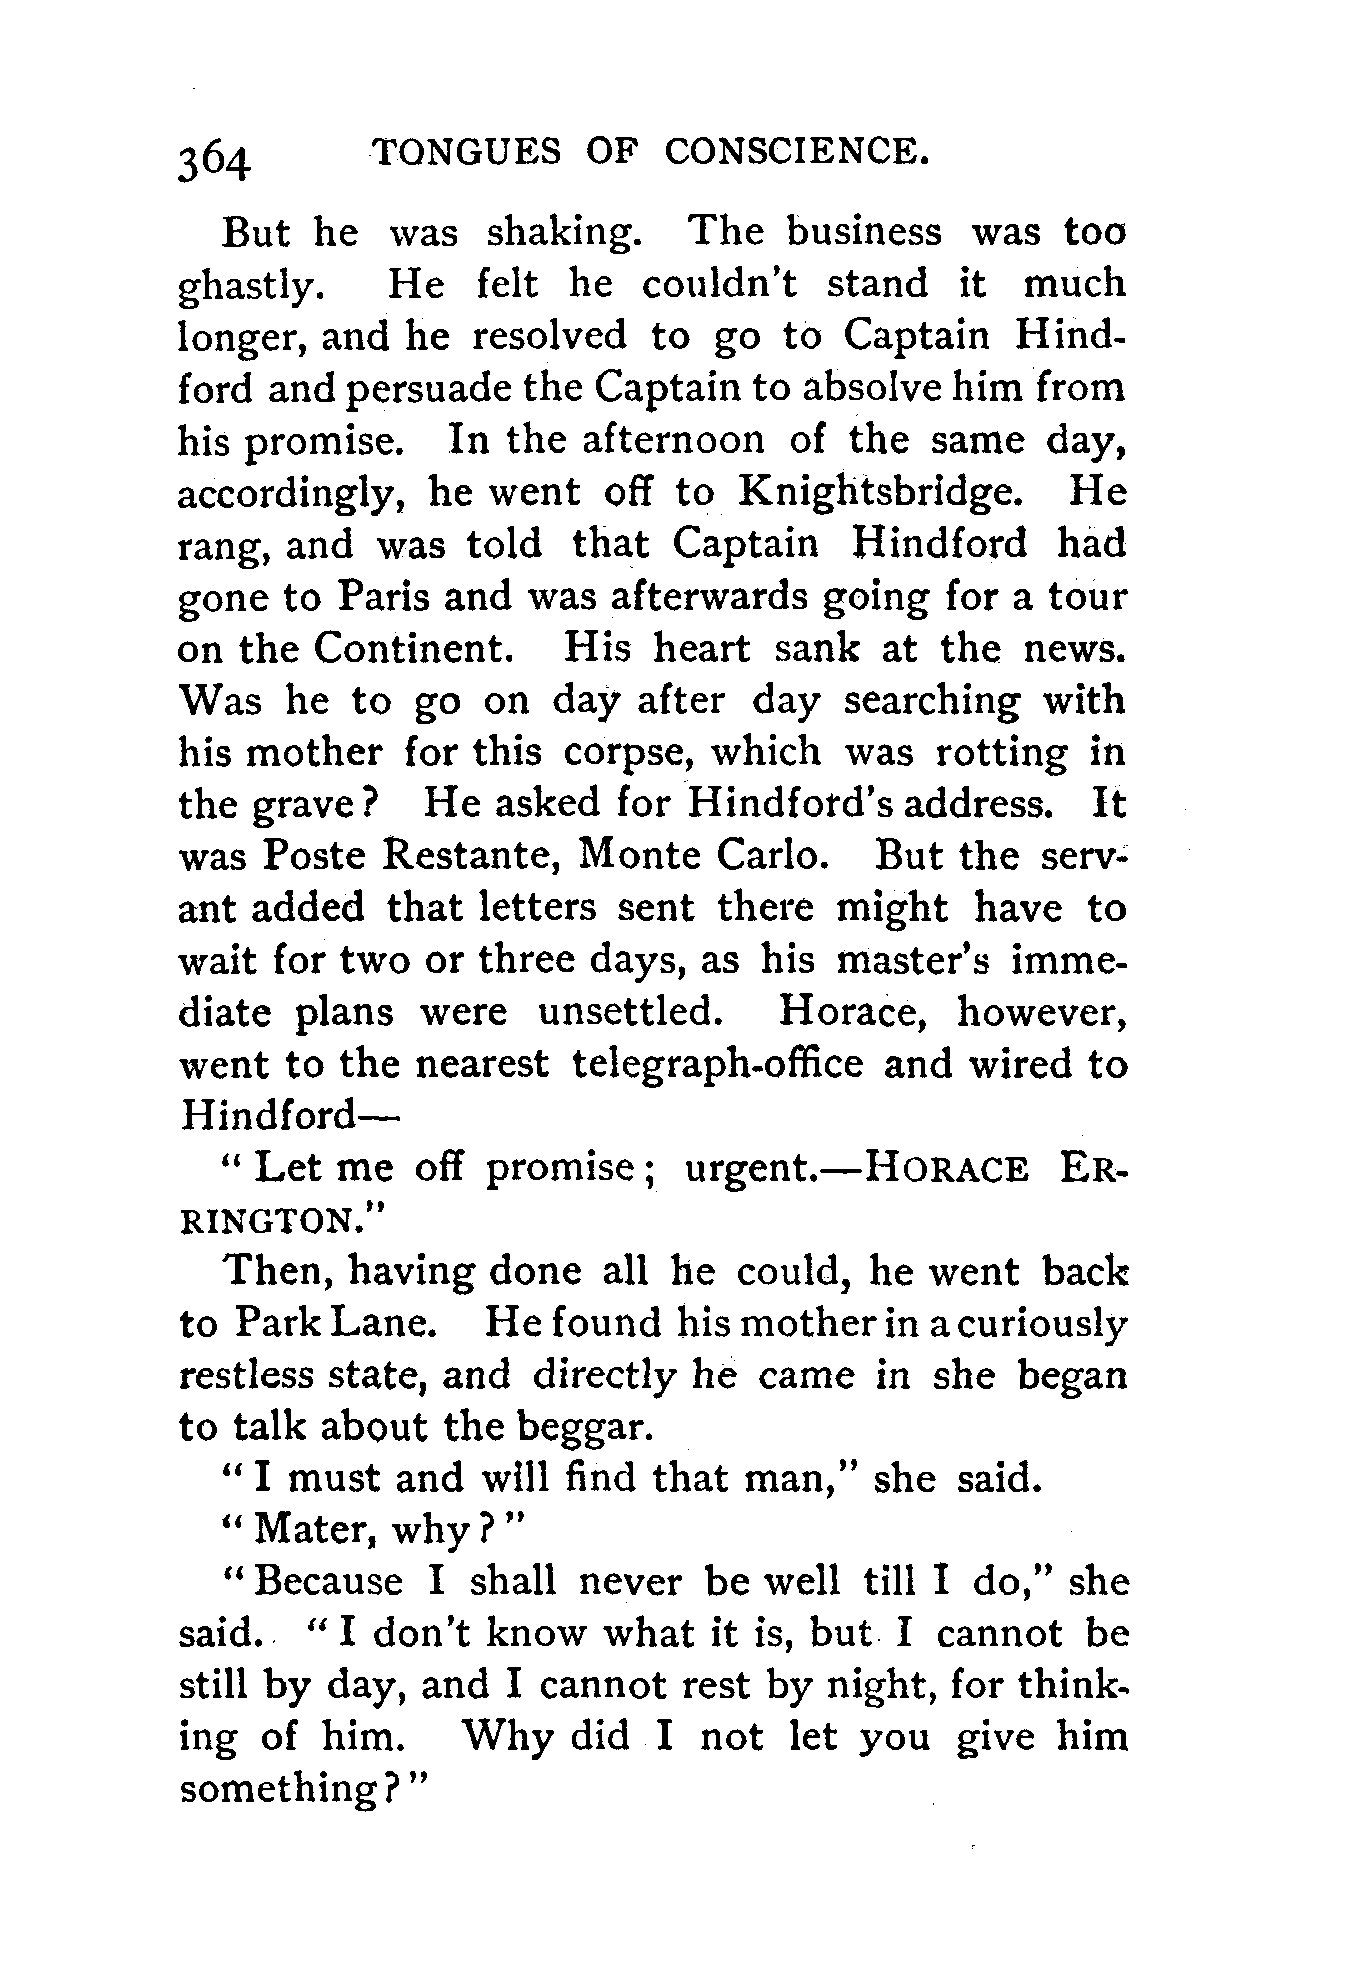 364 TONGUES OF CONSCIENCE.
But he was shaking. The business was too
ghastly. He felt he couldn't stand it much
longer, and he resolved to go to Captain Hind-
ford and persuade the Captain to absolve him from
his promise. In the afternoon of the same day,
accordingly, he went off to Knightsbridge. He
rang, and was told that Captain Hindford had
gone to Paris and was afterwards going for a tour
on the Continent. His heart sank at the news.
Was he to go on day after day searching with
his mother for this corpse, which was rotting in
the grave? He asked for Hindford's address. It
was Poste Restante, Monte Carlo. But the serv-
ant added that letters sent there might have to
wait for two or three days, as his master's imme-
diate plans were unsettled. Horace, however,
went to the nearest telegraph-office and wired to
Hindford—
"Let me off promise; urgent.—HORACE ER-
RINGTON."
Then, having done all he could, he went back
to Park Lane. He found his mother in a curiously
restless state, and directly he came in she began
to talk about the beggar.
"I must and will find that man," she said.
"Mater, why?"
"Because I shall never be well till I do," she
said. "I don't know what it is, but I cannot be
still by day, and I cannot rest by night, for think-
ing of him. Why did I not let you give him
something?"